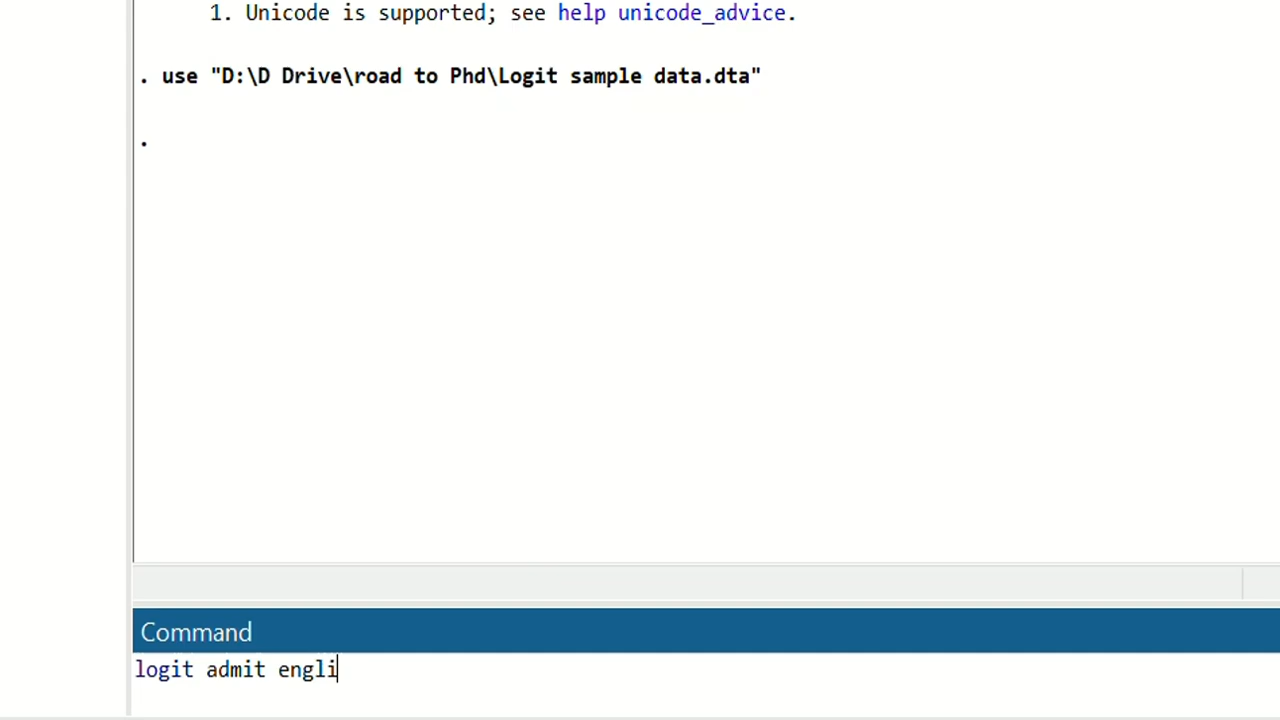 1. Unicode is supported; see help unicode_advice.
. use "D:\D Drive\road to Phd\Logit sample data.dta"
.
Command
logit admit engli